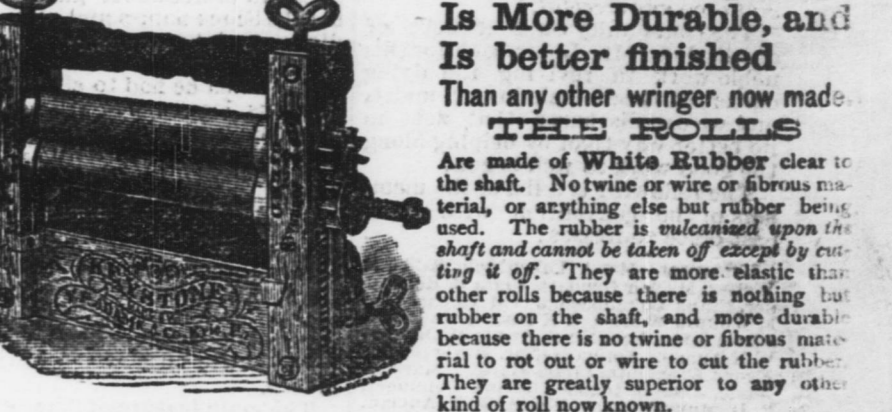 Is More Durable, and
Is better finished
Than any other wringer now made
THE ROLLS
Are made of White Rubber clear to
the shaft. No twine or wire or fibrous ma-
terial, or anything else but rubber being
used. The rubber is vulcanized upon the
shaft and cannot be taken off except by cut-
ting it off. They are more elastic than
other rolls because there is nothing but
rubber on the shaft, and more durable
because there is no twine or fibrous mate-
rial to rot out or wire to cut the rubber.
They are greatly superior to any other
kind of roll now known.
KEYSTONE